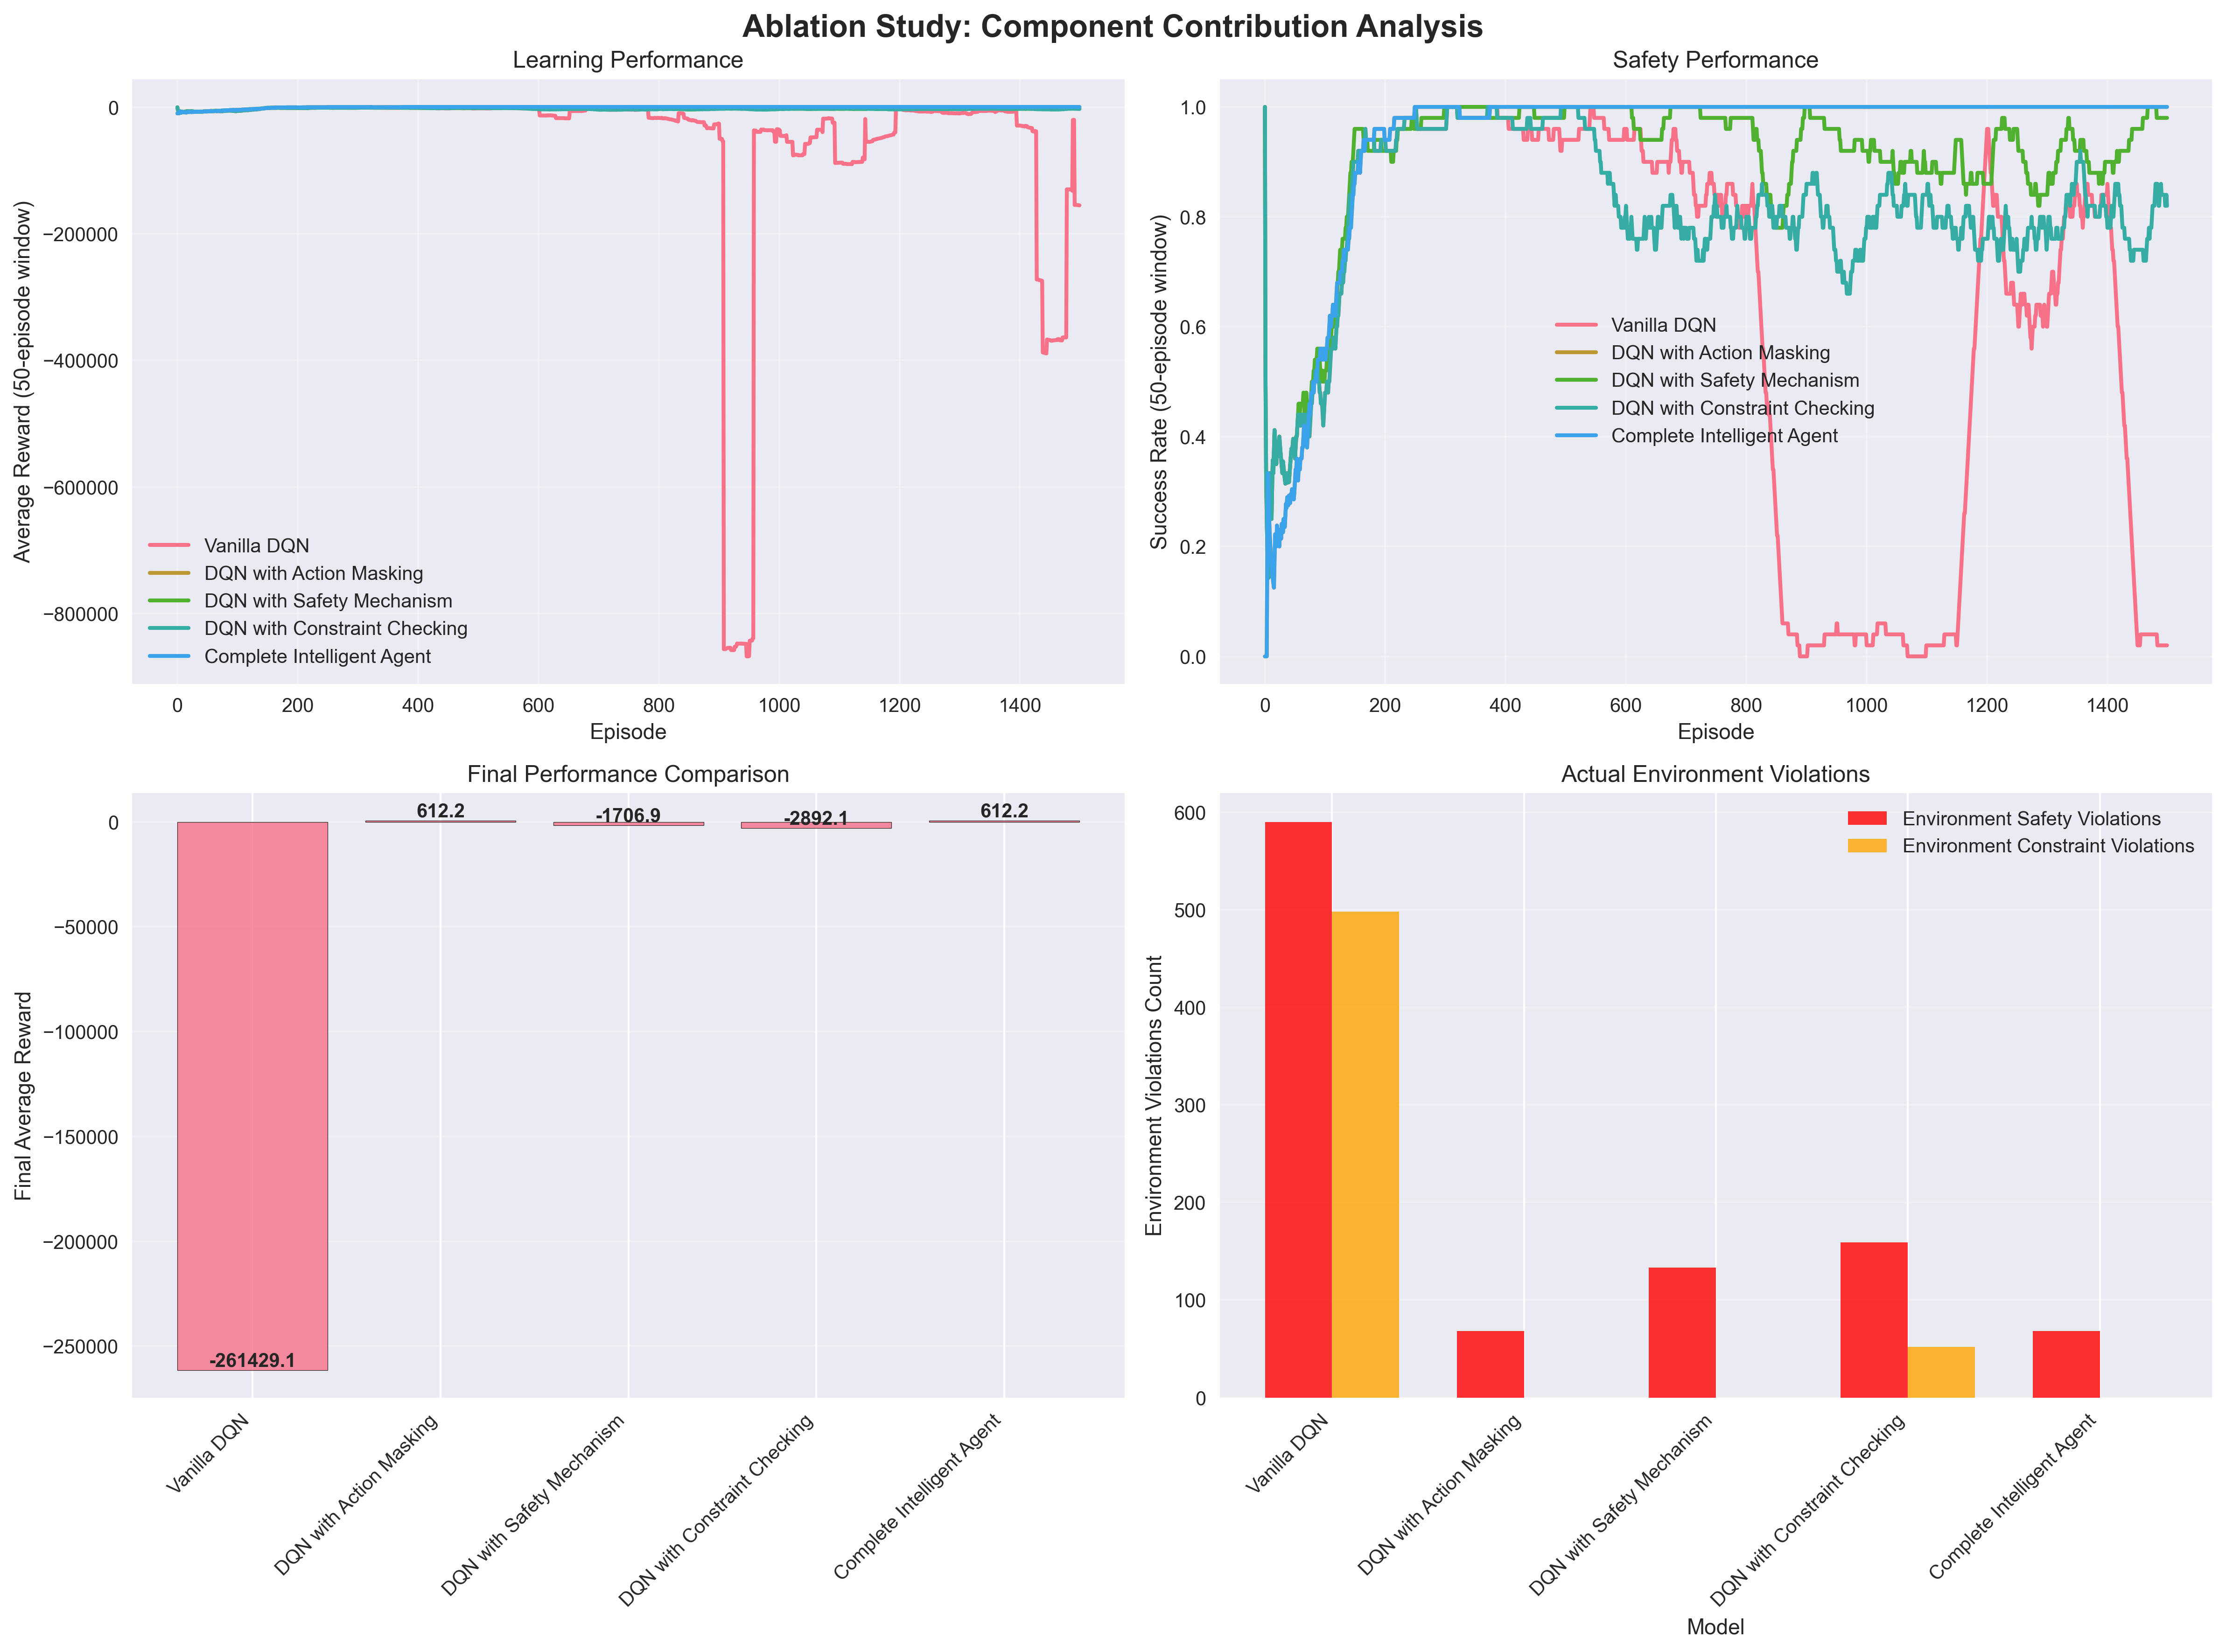 Ablation Study: Component Contribution Analysis
Learning Performance
Average Reward (50-episode window)
0
−200000
−400000
−600000
−800000
Vanilla DQN
DQN with Action Masking
DQN with Safety Mechanism
DQN with Constraint Checking
Complete Intelligent Agent
0 200 400 600 800 1000 1200 1400
Episode
Safety Performance
Success Rate (50-episode window)
1.0
0.8
0.6
0.4
0.2
0.0
Vanilla DQN
DQN with Action Masking
DQN with Safety Mechanism
DQN with Constraint Checking
Complete Intelligent Agent
0 200 400 600 800 1000 1200 1400
Episode
Final Performance Comparison
Final Average Reward
0
−50000
−100000
−150000
−200000
−250000
-261429.1
612.2
-1706.9
-2892.1
612.2
Vanilla DQN
DQN with Action Masking
DQN with Safety Mechanism
DQN with Constraint Checking
Complete Intelligent Agent
Actual Environment Violations
Environment Violations Count
600
500
400
300
200
100
0
Environment Safety Violations
Environment Constraint Violations
Vanilla DQN
DQN with Action Masking
DQN with Safety Mechanism
DQN with Constraint Checking
Complete Intelligent Agent
Model